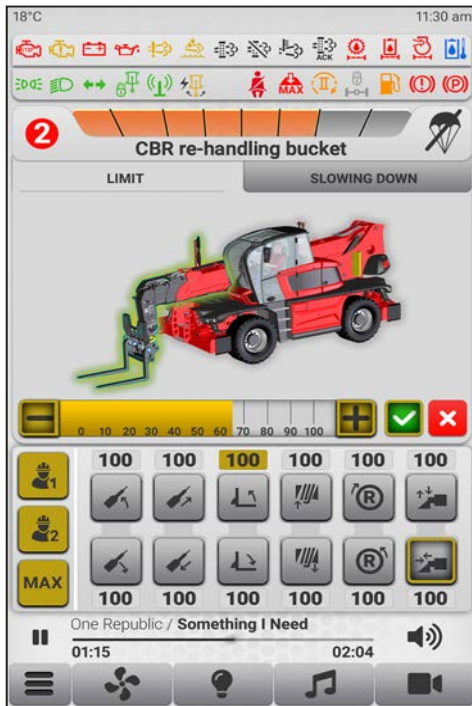 18°C 11:30 am
ACK
MAX
2
CBR re-handling bucket
LIMIT SLOWING DOWN
0 10 20 30 40 50 60 70 80 90 100
100 100 100 100 100 100
1
R
2
R
MAX
100 100 100 100 100 100
One Republic / Something I Need
01:15 02:04